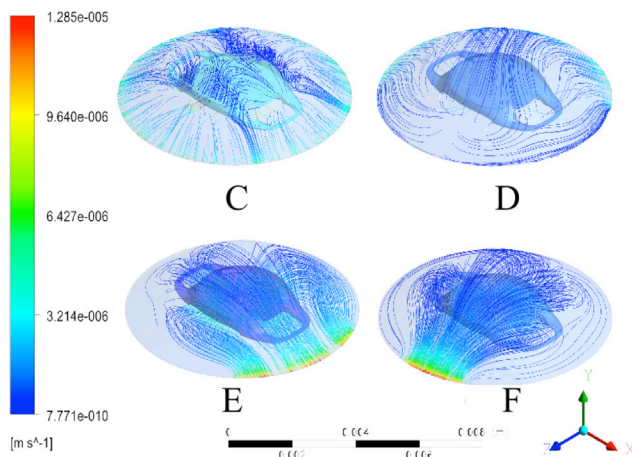 1.285e-005
9.640e-006
6.427e-006
3.214e-006
7.771e-010
[m s^-1]
C D
E F
0 0.004 0.008
0.002 0.006
Y
Z X